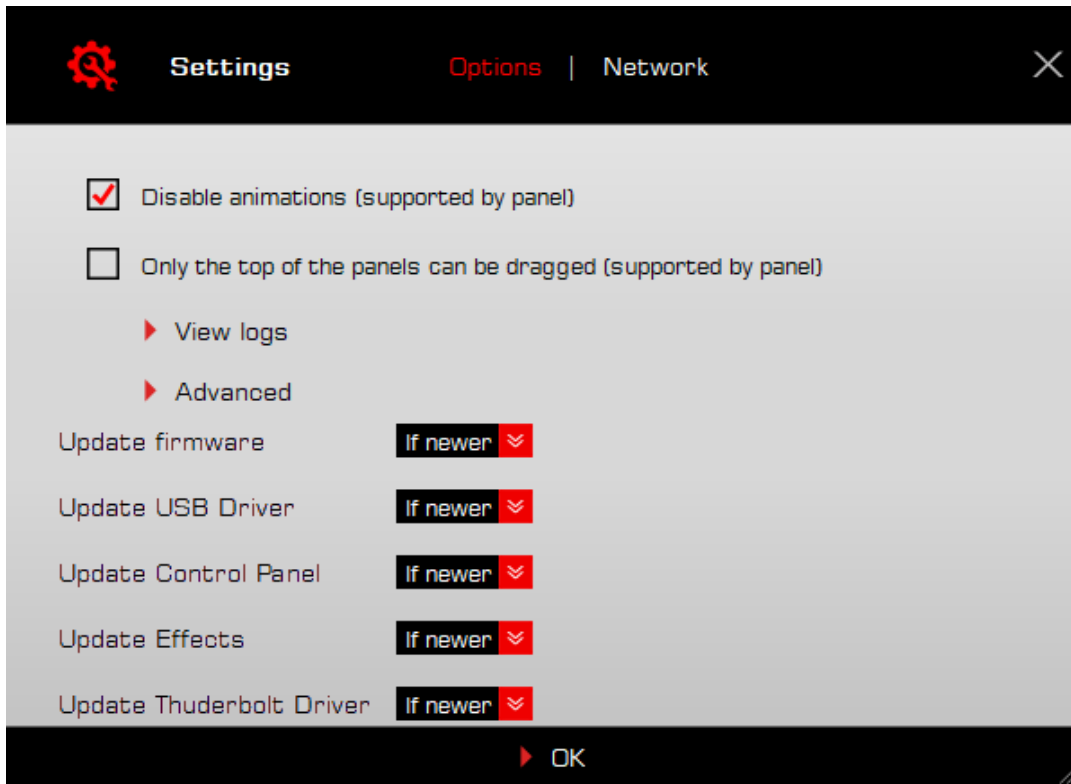 Settings Options | Network
Disable animations (supported by panel)
Only the top of the panels can be dragged (supported by panel)
View logs
Advanced
Update firmware If newer
Update USB Driver If newer
Update Control Panel If newer
Update Effects If newer
Update Thuderbolt Driver If newer
OK